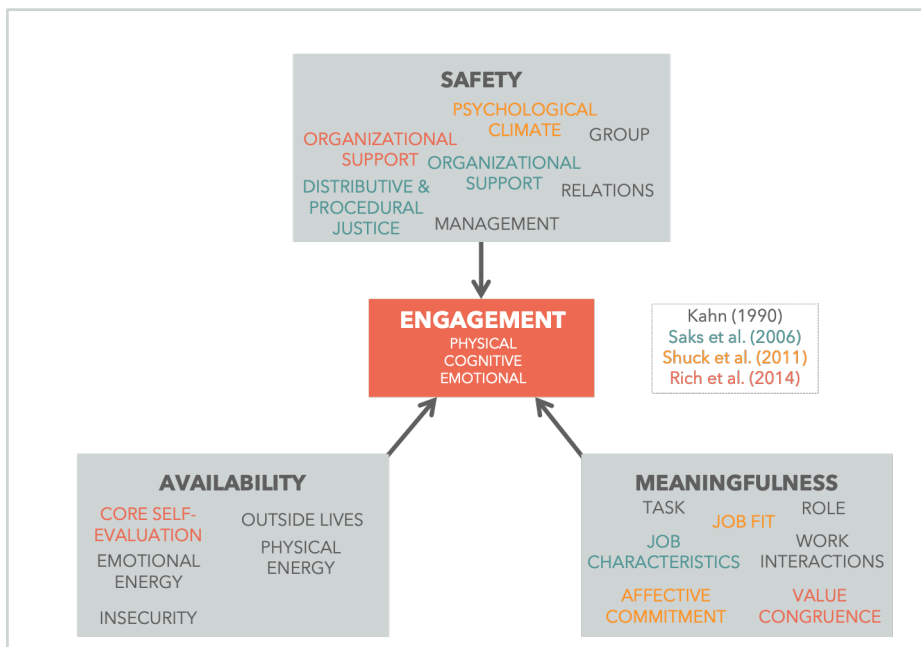 SAFETY
PSYCHOLOGICAL
CLIMATE
GROUP
ORGANIZATIONAL
SUPPORT
ORGANIZATIONAL
SUPPORT
RELATIONS
DISTRIBUTIVE &
PROCEDURAL
JUSTICE
MANAGEMENT
ENGAGEMENT
PHYSICAL
COGNITIVE
EMOTIONAL
Kahn (1990)
Saks et al. (2006)
Shuck et al. (2011)
Rich et al. (2014)
AVAILABILITY
CORE SELF-
EVALUATION
OUTSIDE LIVES
EMOTIONAL
ENERGY
PHYSICAL
ENERGY
INSECURITY
MEANINGFULNESS
TASK
JOB FIT
ROLE
JOB
CHARACTERISTICS
WORK
INTERACTIONS
AFFECTIVE
COMMITMENT
VALUE
CONGRUENCE